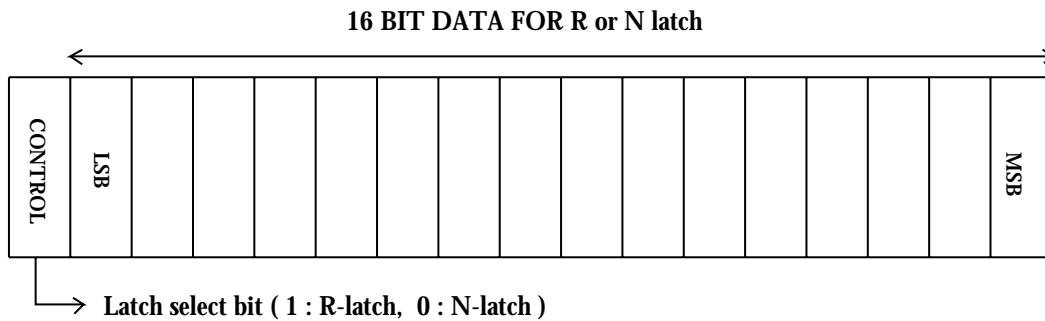 16 BIT DATA FOR R or N latch
CONTROL
LSB
MSB
Latch select bit ( 1 : R-latch, 0 : N-latch )